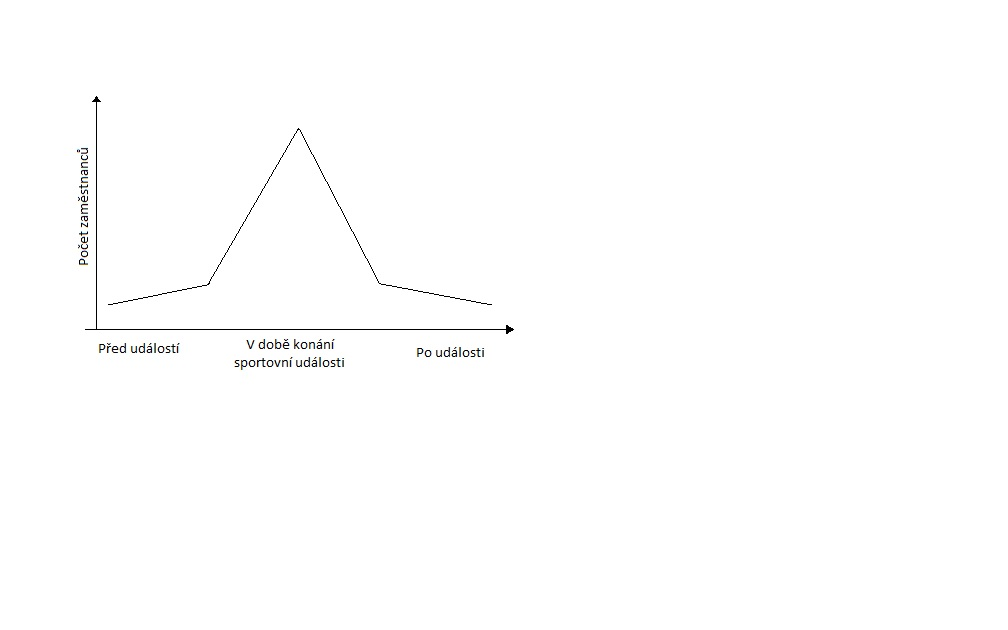 Počet zaměstnanců
Před událostí
V době konání
sportovní události
Po události